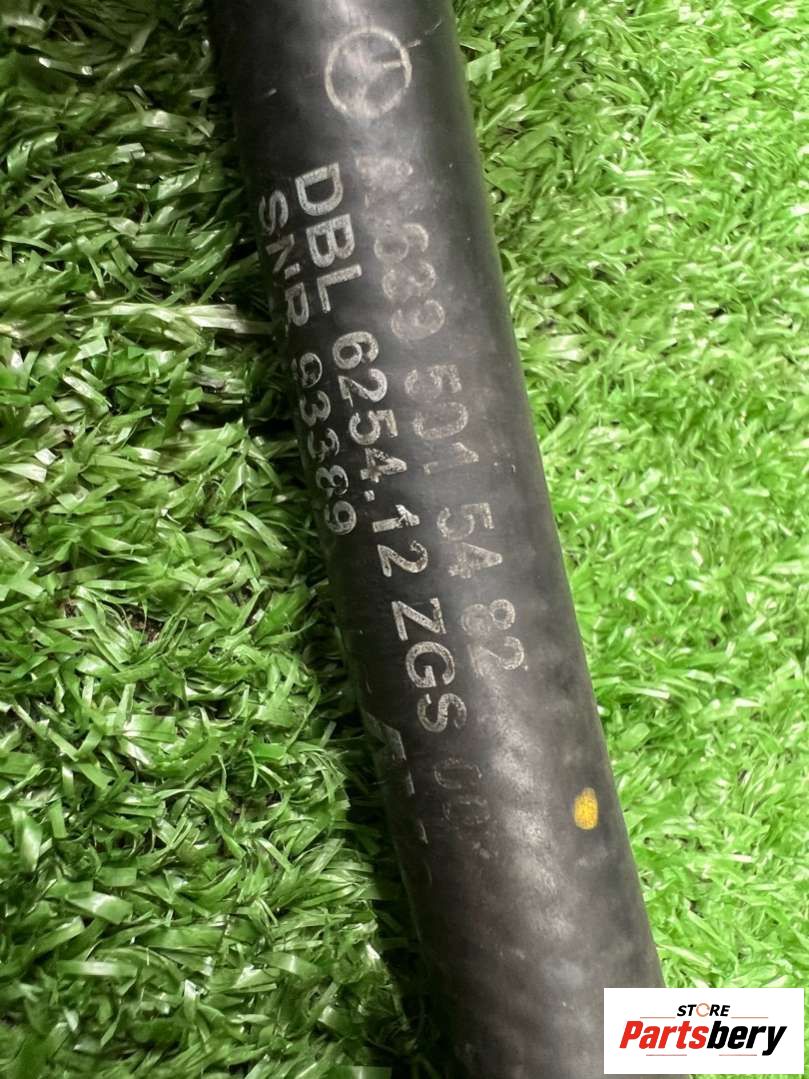 A 639 501 54 82
DBL 6254.12 ZGS
SNR 93389
STORE
Partsbery